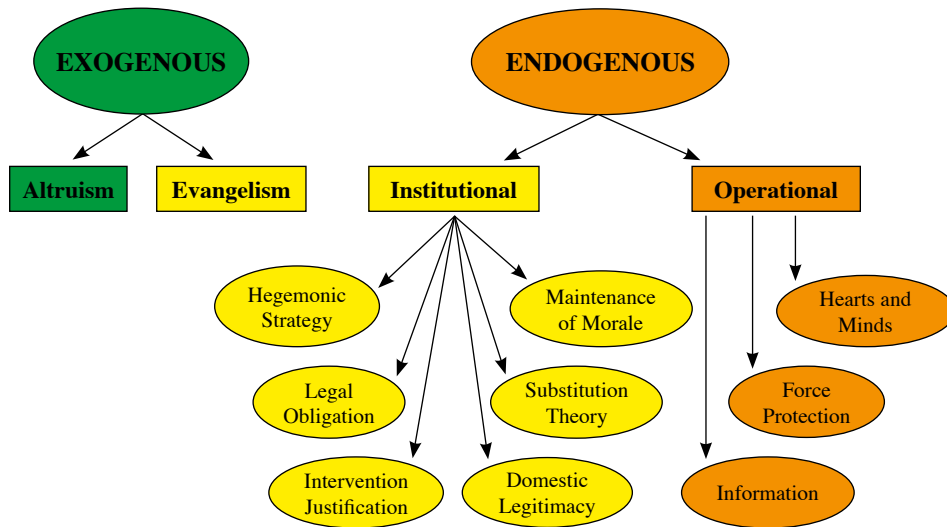 EXOGENOUS
ENDOGENOUS
Altruism
Evangelism
Institutional
Operational
Hegemonic
Strategy
Maintenance
of Morale
Hearts and
Minds
Legal
Obligation
Substitution
Theory
Force
Protection
Intervention
Justification
Domestic
Legitimacy
Information